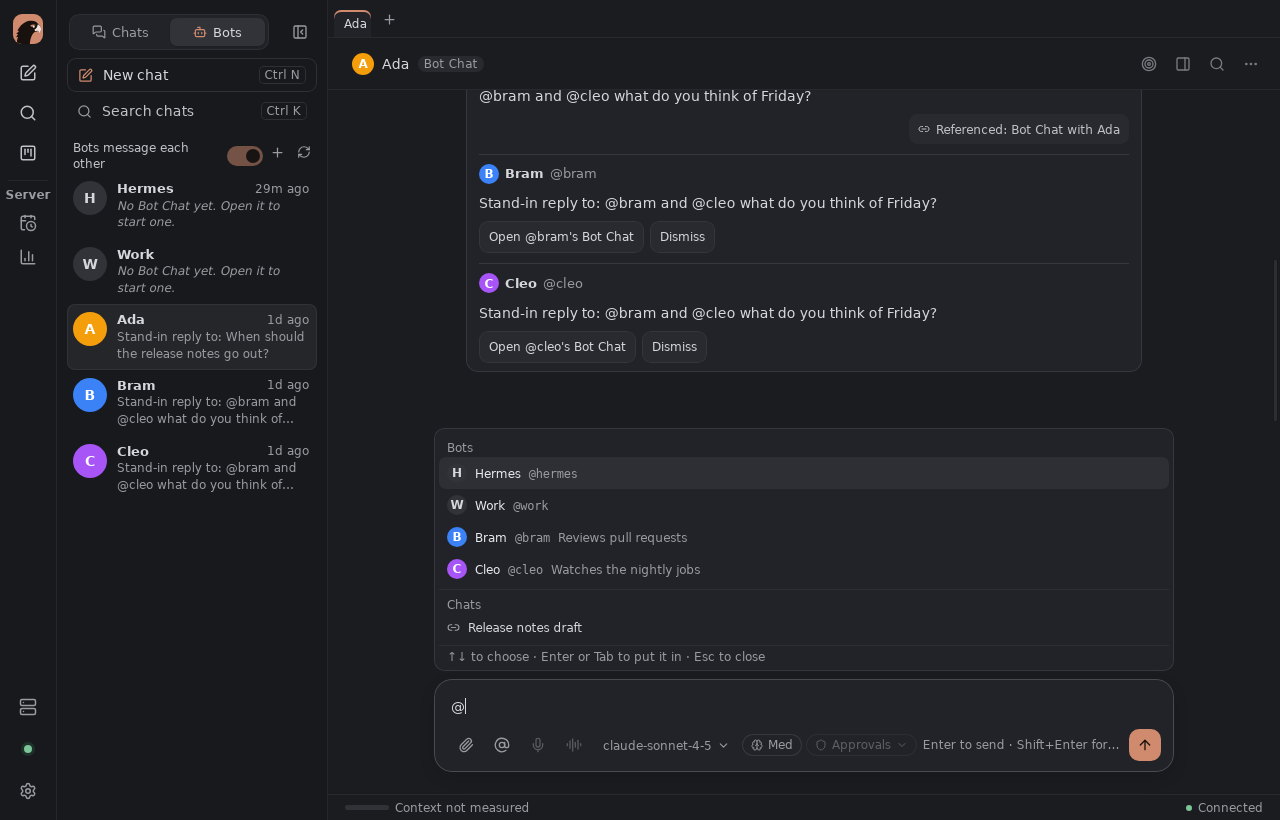 Chats
Bots
New chat
Ctrl N
Search chats
Ctrl K
Bots message each
other
Server
H
Hermes
29m ago
No Bot Chat yet. Open it to
start one.
W
Work
No Bot Chat yet. Open it to
start one.
A
Ada
1d ago
Stand-in reply to: When should
the release notes go out?
B
Bram
1d ago
Stand-in reply to: @bram and
@cleo what do you think of...
C
Cleo
1d ago
Stand-in reply to: @bram and
@cleo what do you think of...
Ada
A
Ada
Bot Chat
@bram and @cleo what do you think of Friday?
Referenced: Bot Chat with Ada
B
Bram @bram
Stand-in reply to: @bram and @cleo what do you think of Friday?
Open @bram's Bot Chat
Dismiss
C
Cleo @cleo
Stand-in reply to: @bram and @cleo what do you think of Friday?
Open @cleo's Bot Chat
Dismiss
Bots
H Hermes @hermes
W Work @work
B Bram @bram Reviews pull requests
C Cleo @cleo Watches the nightly jobs
Chats
Release notes draft
↑↓ to choose · Enter or Tab to put it in · Esc to close
@
claude-sonnet-4-5
Med
Approvals
Enter to send · Shift+Enter for...
Context not measured
Connected